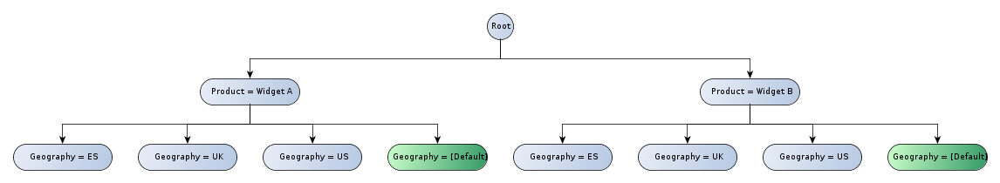 Root
Product = Widget A
Product = Widget B
Geography = ES
Geography = UK
Geography = US
Geography = [Default]
Geography = ES
Geography = UK
Geography = US
Geography = [Default]